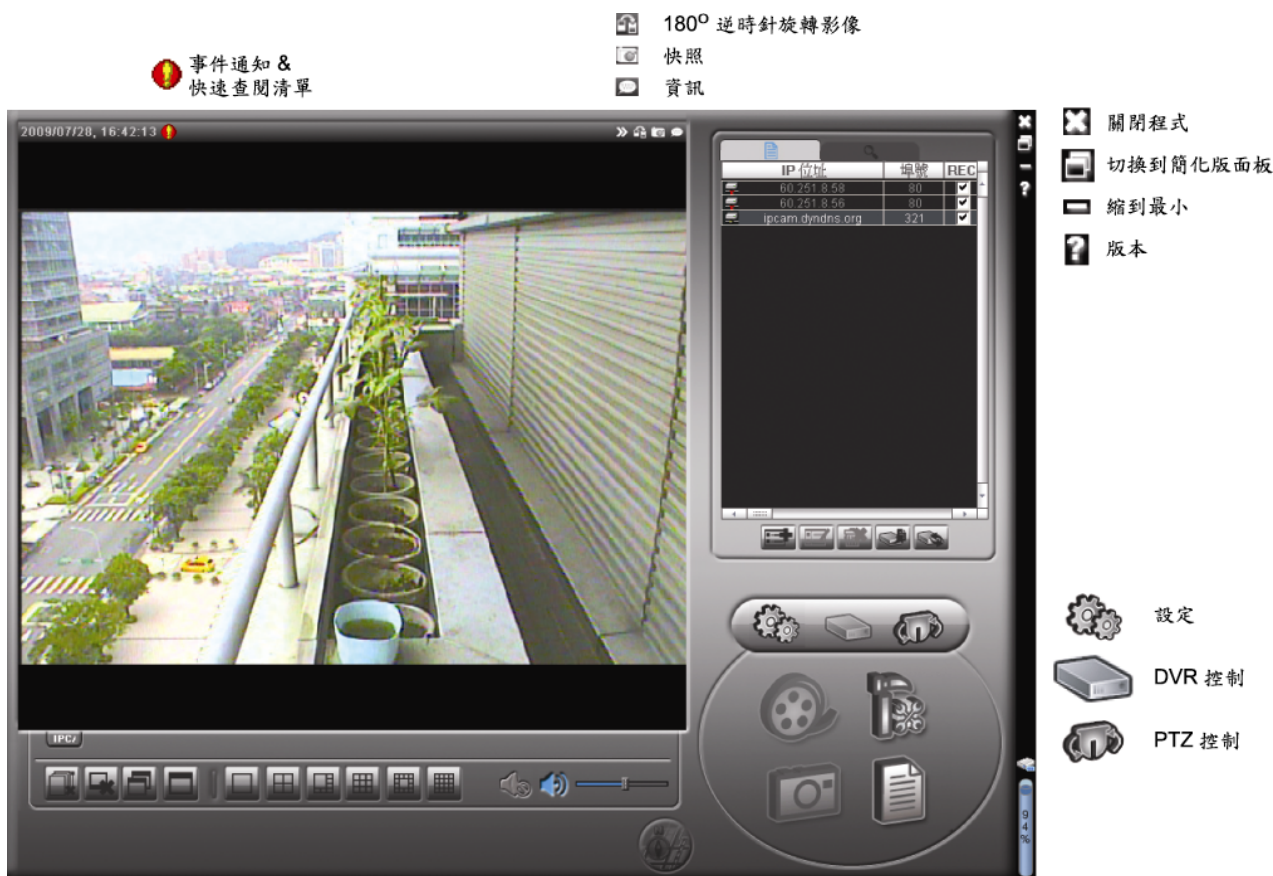 180° 逆時針旋轉影像
快照
資訊
事件通知 &
快速查閱清單
2009/07/28, 16:42:13
IP 位址 埠號 REC
60.251.8.58 80
60.251.8.56 80
ipcam.dyndns.org 321
關閉程式
切換到簡化版面板
縮到最小
? 版本
設定
DVR 控制
PTZ 控制
IPC/
94%